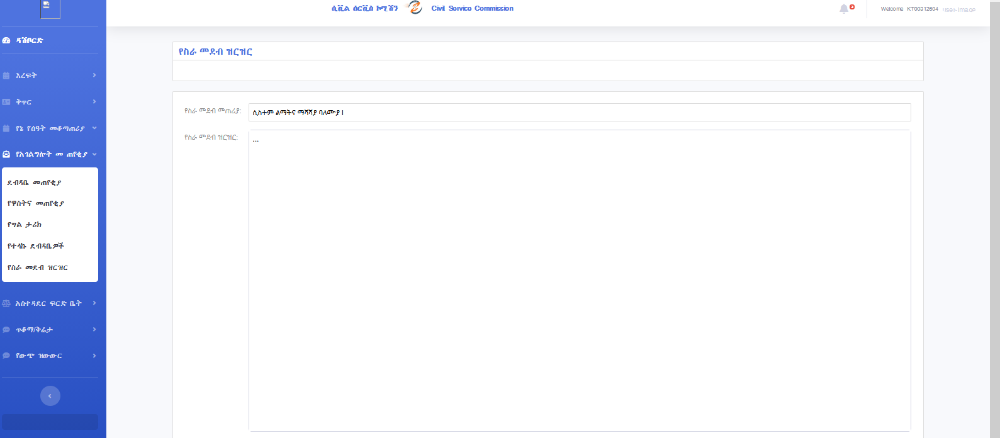 ሲቪል ሰርቪስ ኮሚሽን Civil Service Commission
Welcome KT00312604 user-image
ዳሽቦርድ
እረፍት
ቅጥር
የኔ የሰዓት መቆጣጠሪያ
የአገልግሎት መ ጠየቂያ
ደብዳቤ መጠየቂያ
የዋስትና መጠየቂያ
የግል ታሪክ
የተላኩ ደብዳቤዎች
የስራ መደብ ዝርዝር
አስተዳደር ፍርድ ቤት
ጥቆማ/ቅሬታ
የውጭ ዝውውር
የስራ መደብ ዝርዝር
የስራ መደብ መጠሪያ: ሲስተም ልማትና ማሻሻያ ባለሙያ I
የስራ መደብ ዝርዝር: ...